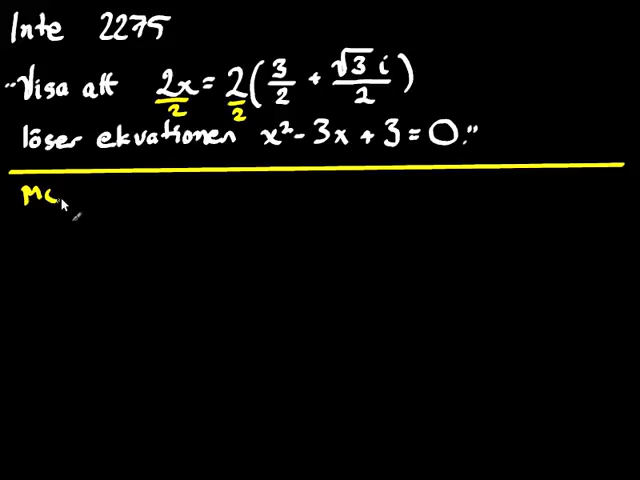 Inte 2275
"Visa att 2x/2 = 2/2 (3/2 + √3 i/2)
löser ekvationen x² - 3x + 3 = 0."